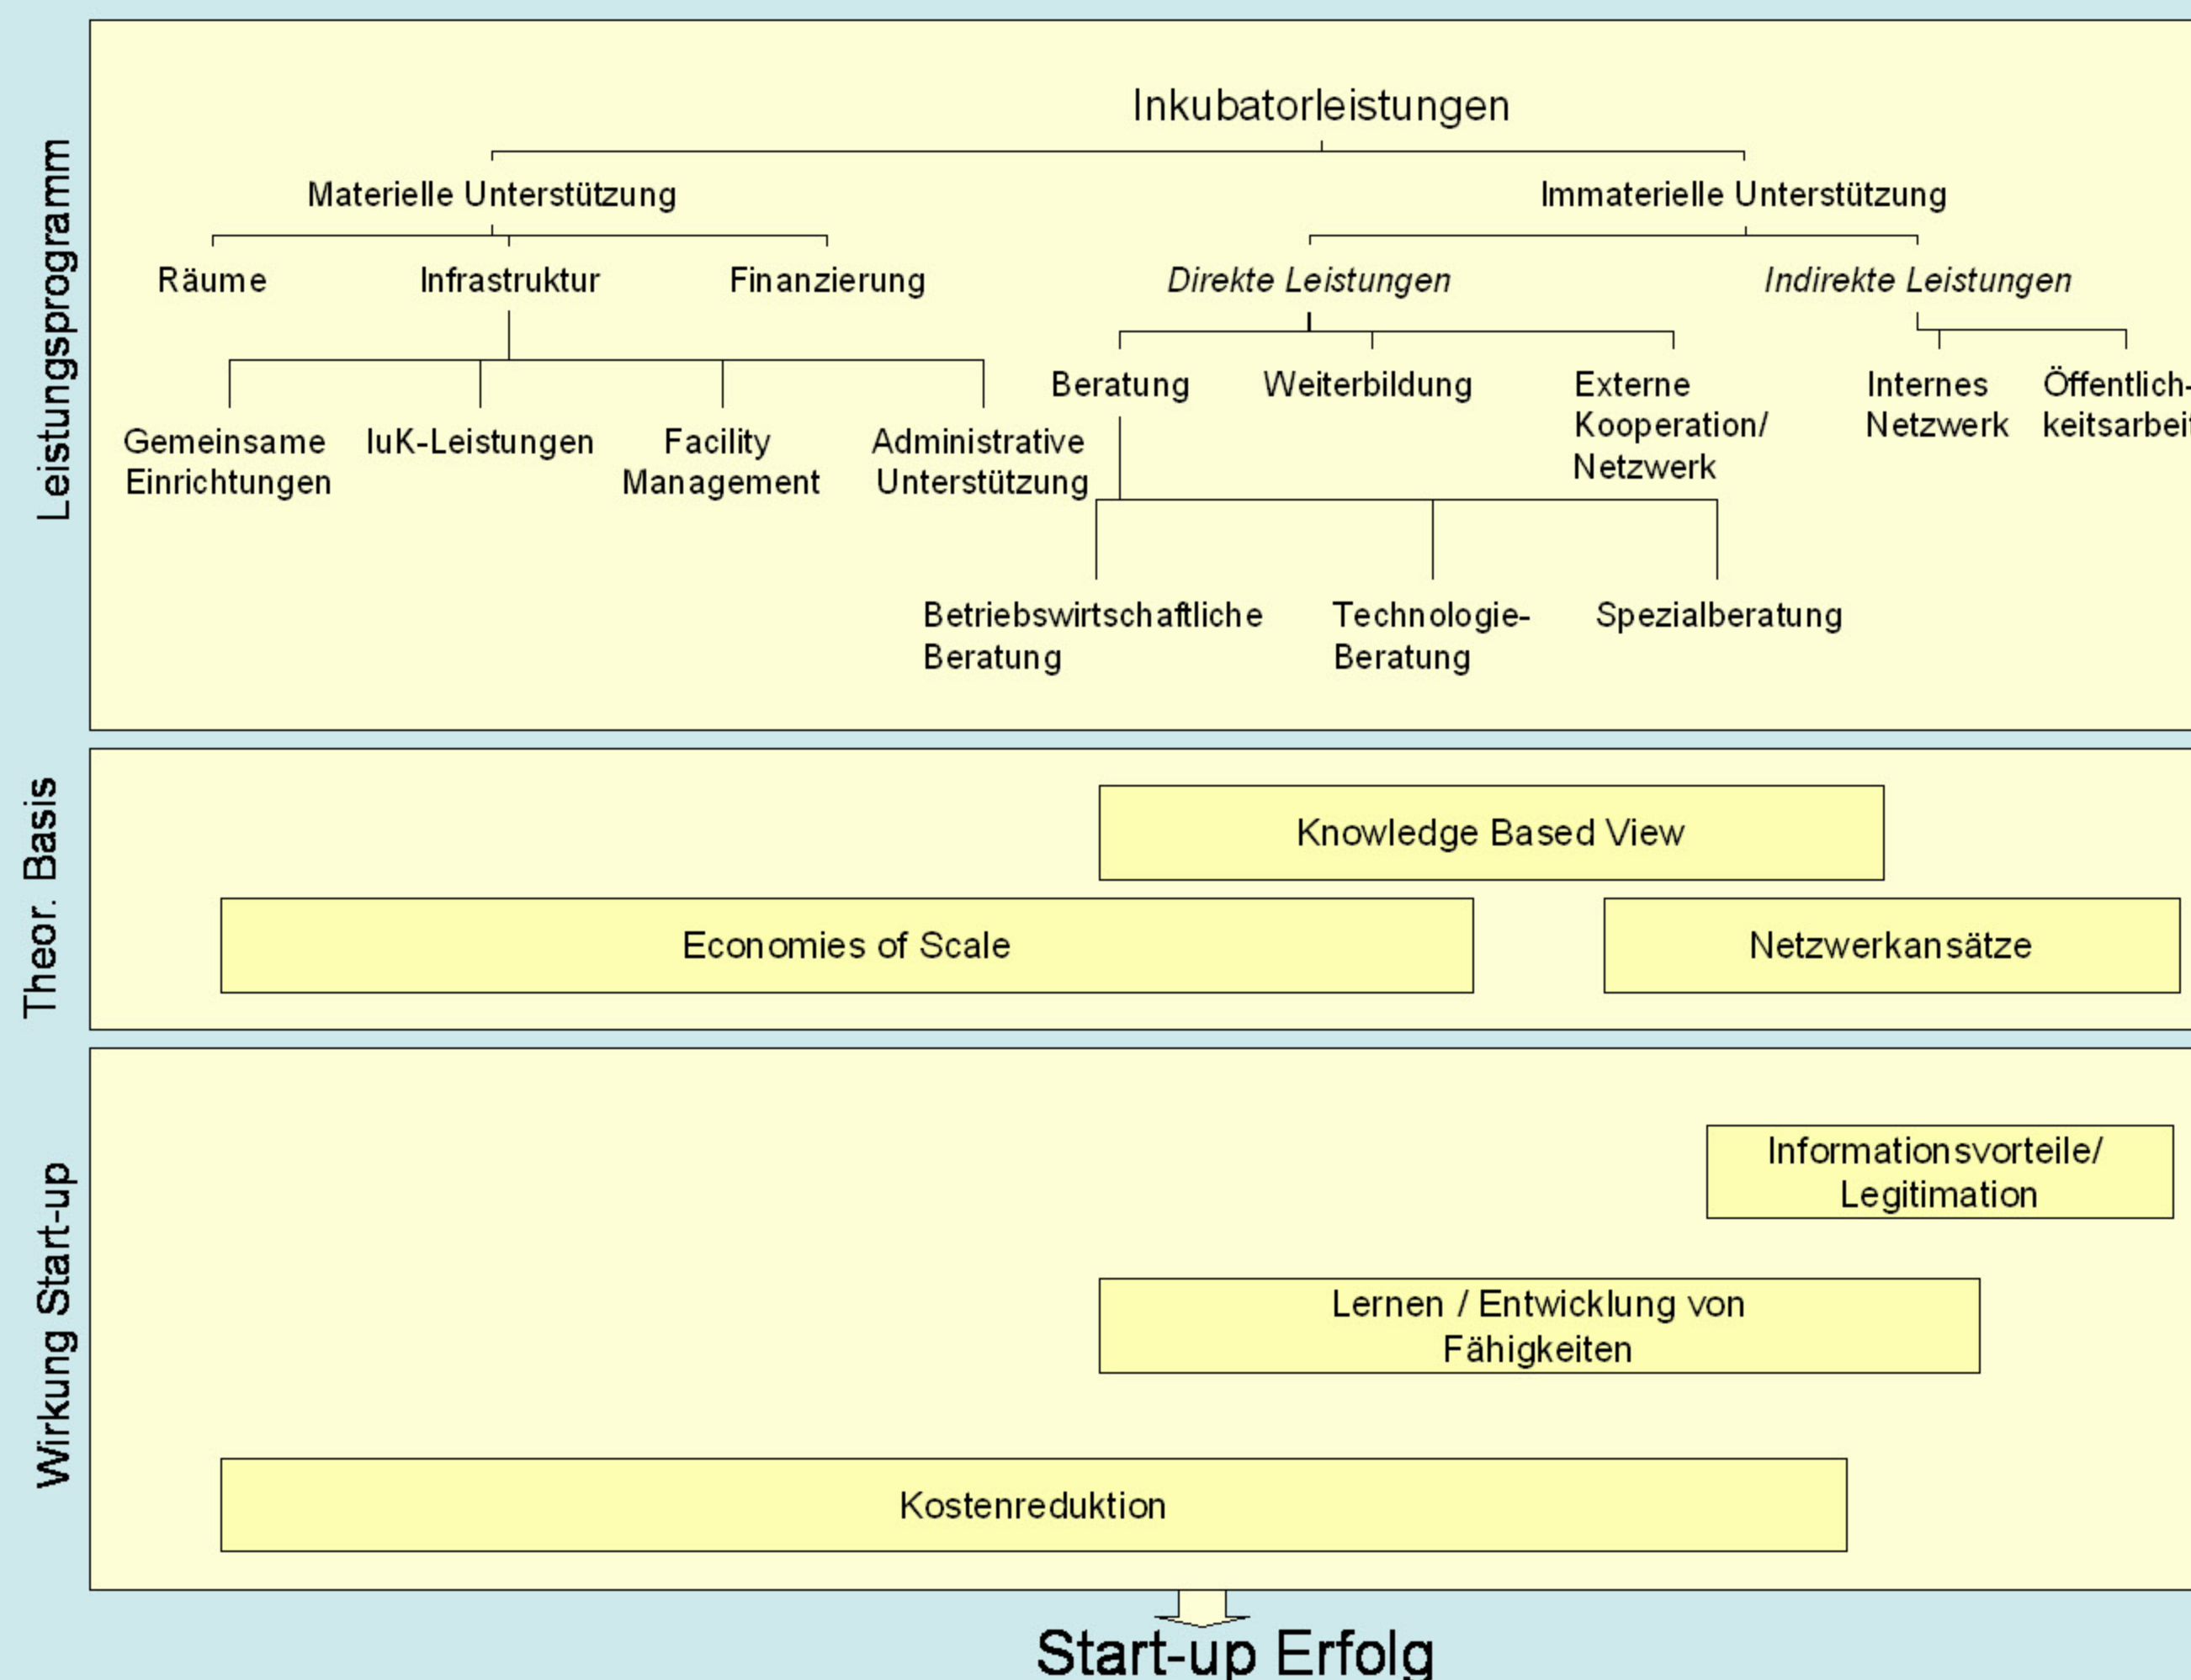 Leistungsprogramm
Inkubatorleistungen
Materielle Unterstützung
Immaterielle Unterstützung
Räume
Infrastruktur
Finanzierung
Direkte Leistungen
Indirekte Leistungen
Gemeinsame
Einrichtungen
IuK-Leistungen
Facility
Management
Administrative
Unterstützung
Beratung
Weiterbildung
Externe
Kooperation/
Netzwerk
Internes
Netzwerk
Öffentlich-
keitsarbeit
Betriebswirtschaftliche
Beratung
Technologie-
Beratung
Spezialberatung
Theor. Basis
Knowledge Based View
Economies of Scale
Netzwerkansätze
Wirkung Start-up
Informationsvorteile/
Legitimation
Lernen / Entwicklung von
Fähigkeiten
Kostenreduktion
Start-up Erfolg